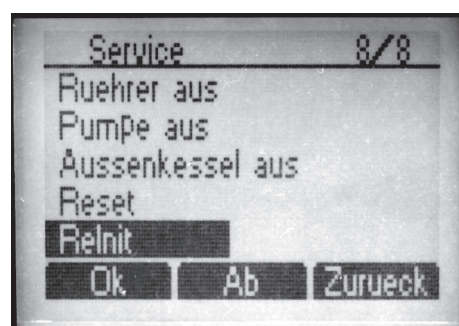 Service 8/8
Ruehrer aus
Pumpe aus
Aussenkessel aus
Reset
ReInit
Ok Ab Zurueck